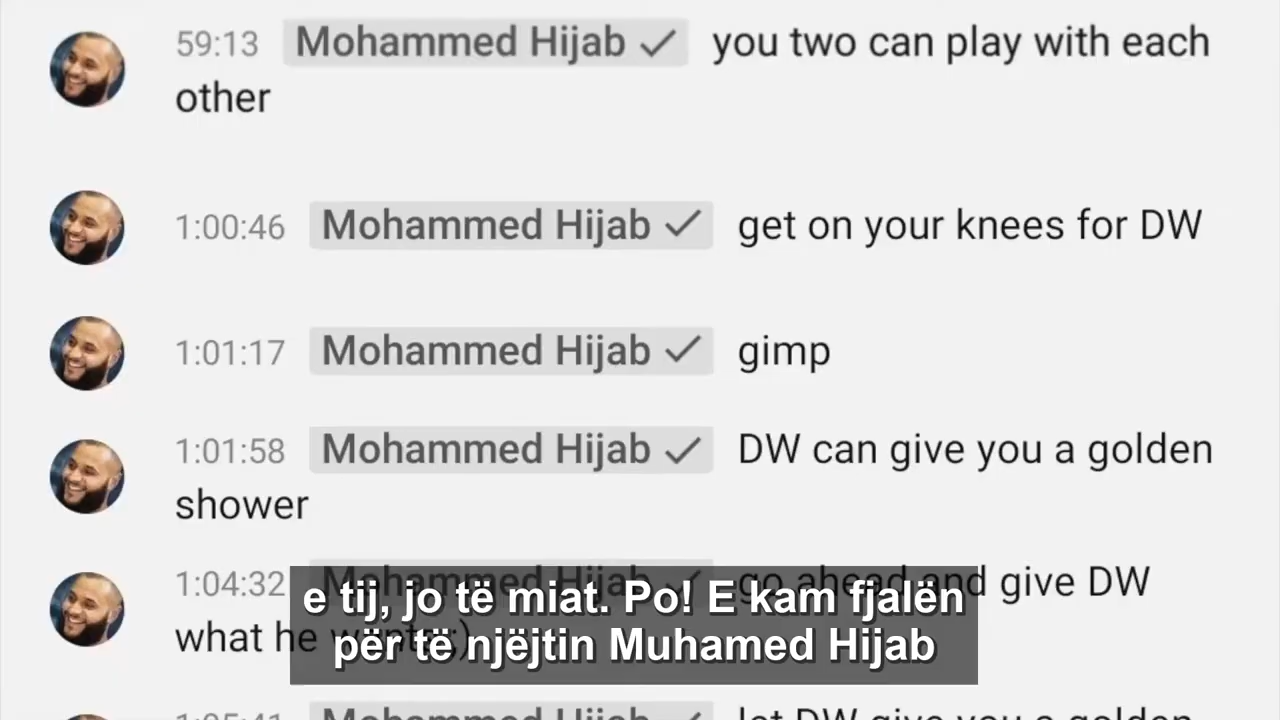 59:13 Mohammed Hijab ✓ you two can play with each
other
1:00:46 Mohammed Hijab ✓ get on your knees for DW
1:01:17 Mohammed Hijab ✓ gimp
1:01:58 Mohammed Hijab ✓ DW can give you a golden
shower
1:04:32 Mohammed Hijab ✓ go ahead and give DW
what he wants ;)
e tij, jo të miat. Po! E kam fjalën
për të njëjtin Muhamed Hijab
1:05:41 Mohammed Hijab ✓ let DW give you a golden